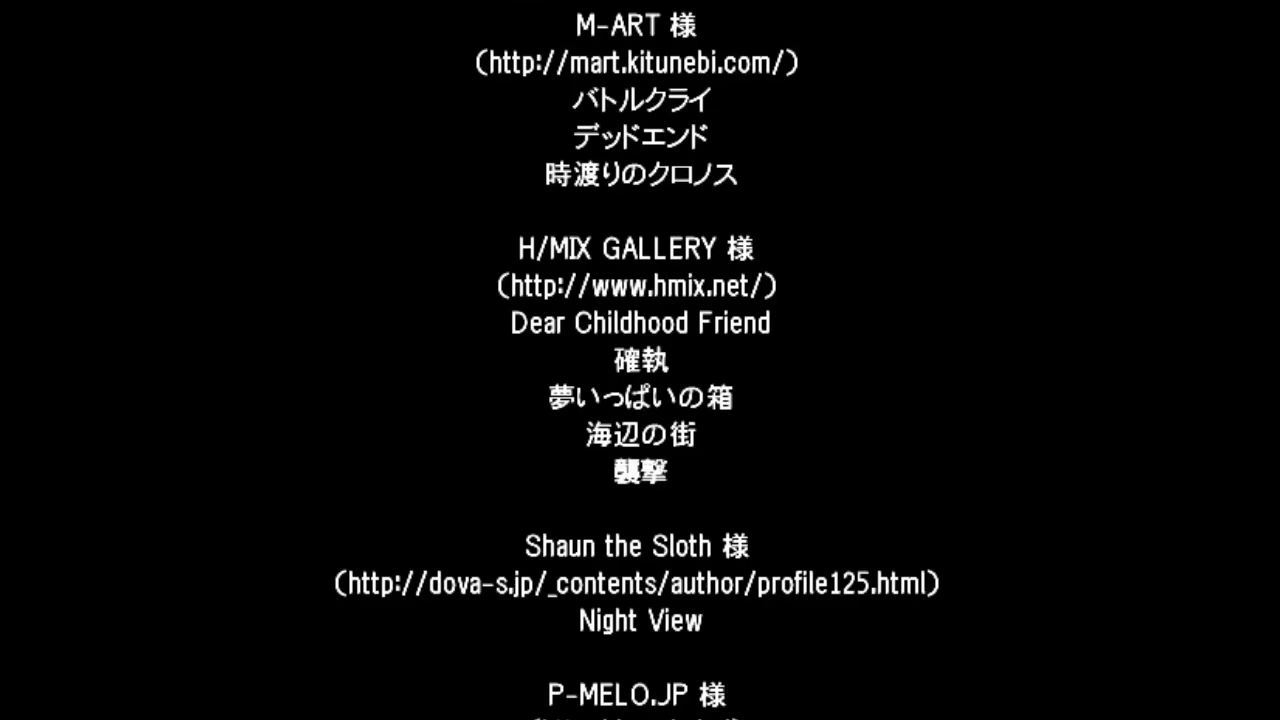 M-ART 様
(http://mart.kitunebi.com/)
バトルクライ
デッドエンド
時渡りのクロノス
H/MIX GALLERY 様
(http://www.hmix.net/)
Dear Childhood Friend
確執
夢いっぱいの箱
海辺の街
襲撃
Shaun the Sloth 様
(http://dova-s.jp/_contents/author/profile125.html)
Night View
P-MELO.JP 様